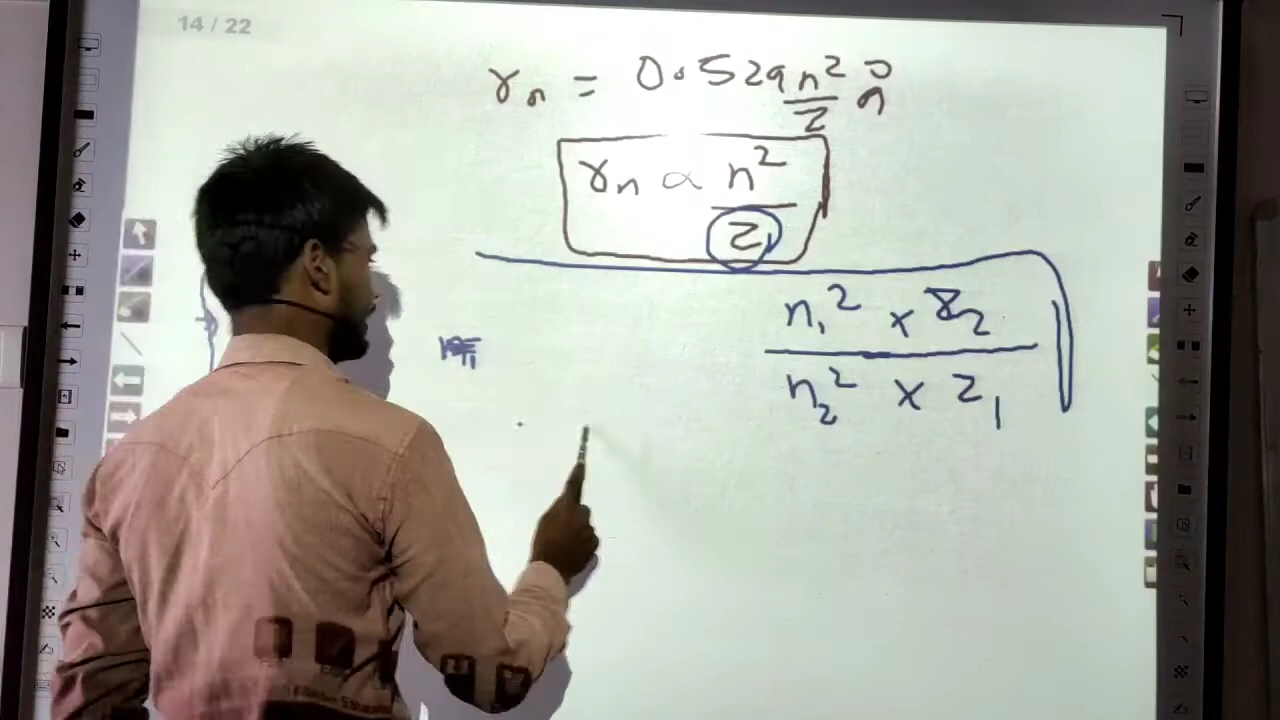 14 / 22
rₙ = 0.529 n²/Z Å
rₙ ∝ n²/Z
n₁² × Z₂
n₂² × Z₁